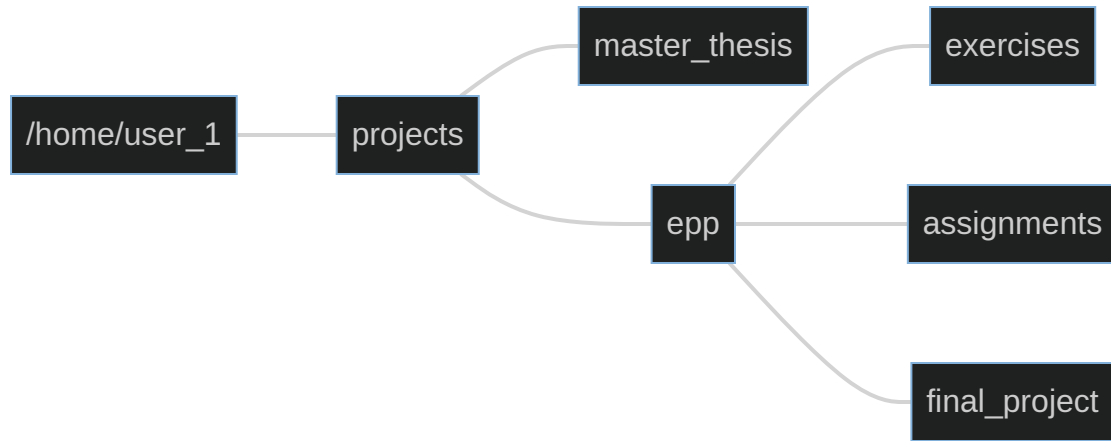 /home/user_1
projects
master_thesis
epp
exercises
assignments
final_project